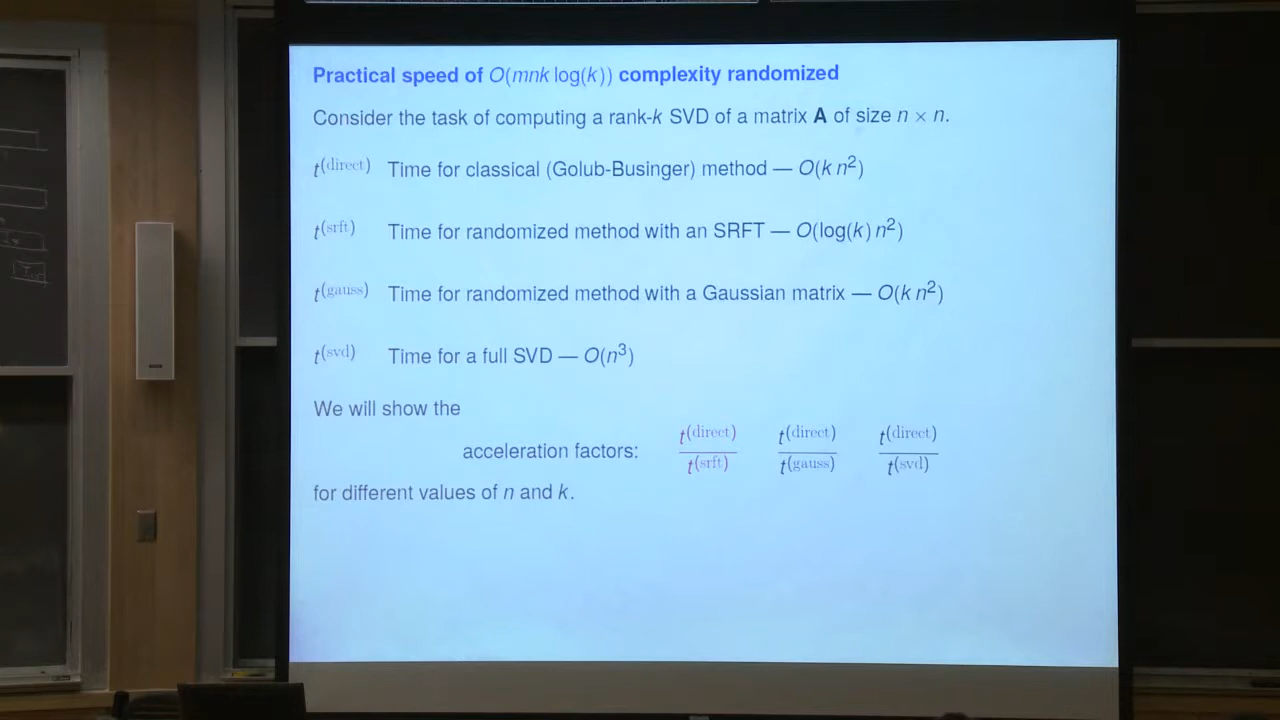 Practical speed of O(mnk log(k)) complexity randomized
Consider the task of computing a rank-k SVD of a matrix A of size n × n.
t^(direct) Time for classical (Golub-Businger) method — O(k n²)
t^(srft) Time for randomized method with an SRFT — O(log(k) n²)
t^(gauss) Time for randomized method with a Gaussian matrix — O(k n²)
t^(svd) Time for a full SVD — O(n³)
We will show the
acceleration factors: t^(direct)/t^(srft) t^(direct)/t^(gauss) t^(direct)/t^(svd)
for different values of n and k.